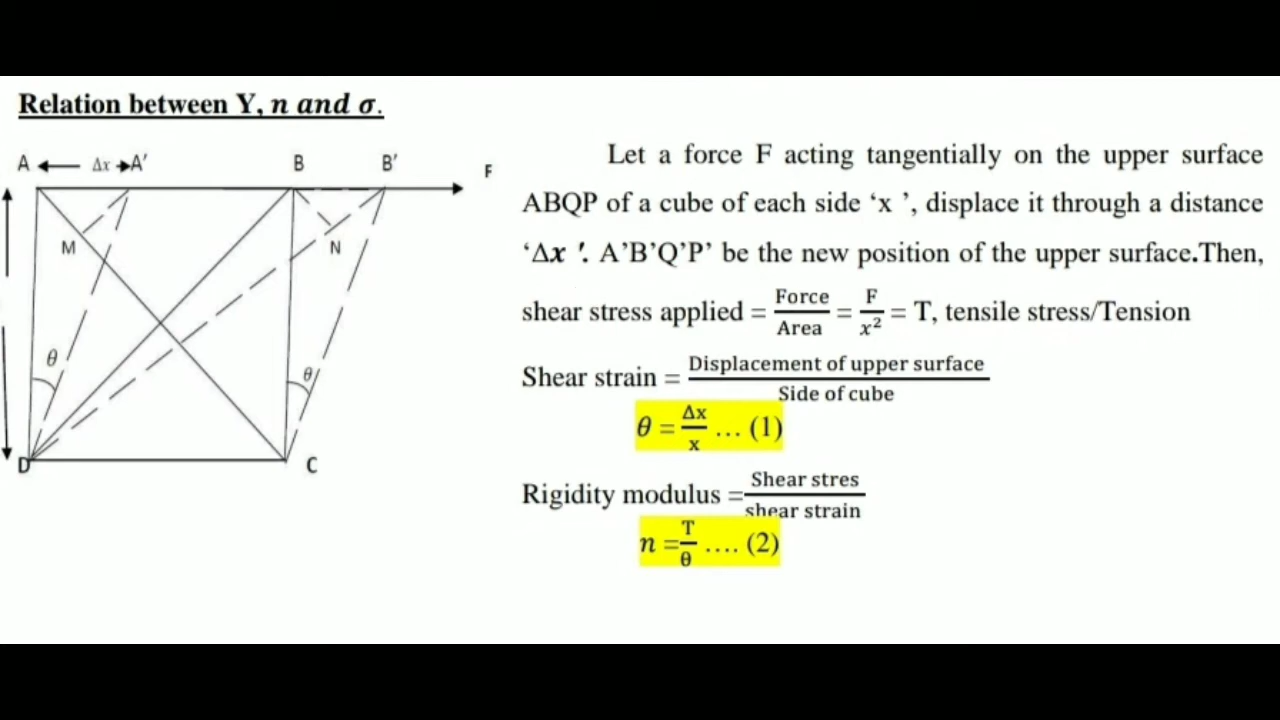 Relation between Y, n and σ.
A Δx A′ B B′ F
M N
θ θ
D C
Let a force F acting tangentially on the upper surface
ABQP of a cube of each side ‘x ’, displace it through a distance
‘Δx ′. A’B’Q’P’ be the new position of the upper surface.Then,
shear stress applied = Force/Area = F/x² = T, tensile stress/Tension
Shear strain = Displacement of upper surface/Side of cube
θ = Δx/x … (1)
Rigidity modulus = Shear stres/shear strain
n = T/θ …. (2)